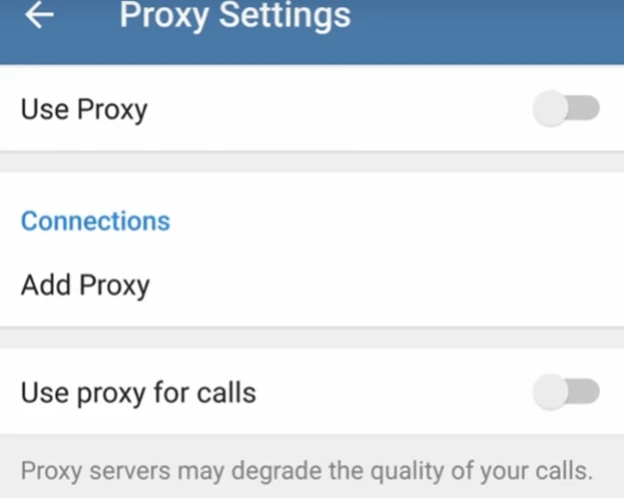 Proxy Settings
Use Proxy
Connections
Add Proxy
Use proxy for calls
Proxy servers may degrade the quality of your calls.